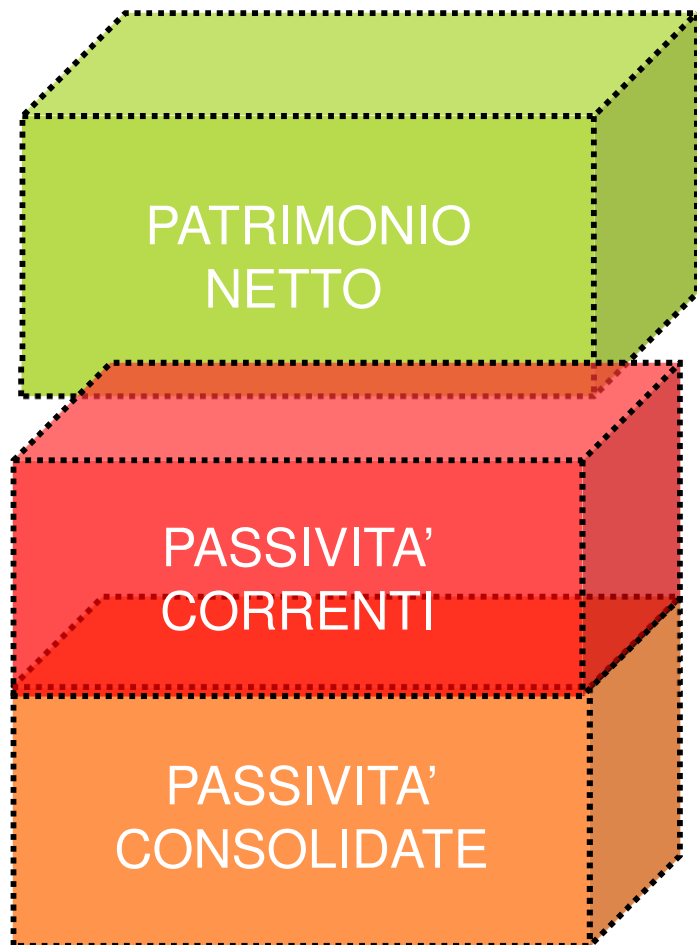 PATRIMONIO
NETTO
PASSIVITA’
CORRENTI
PASSIVITA’
CONSOLIDATE